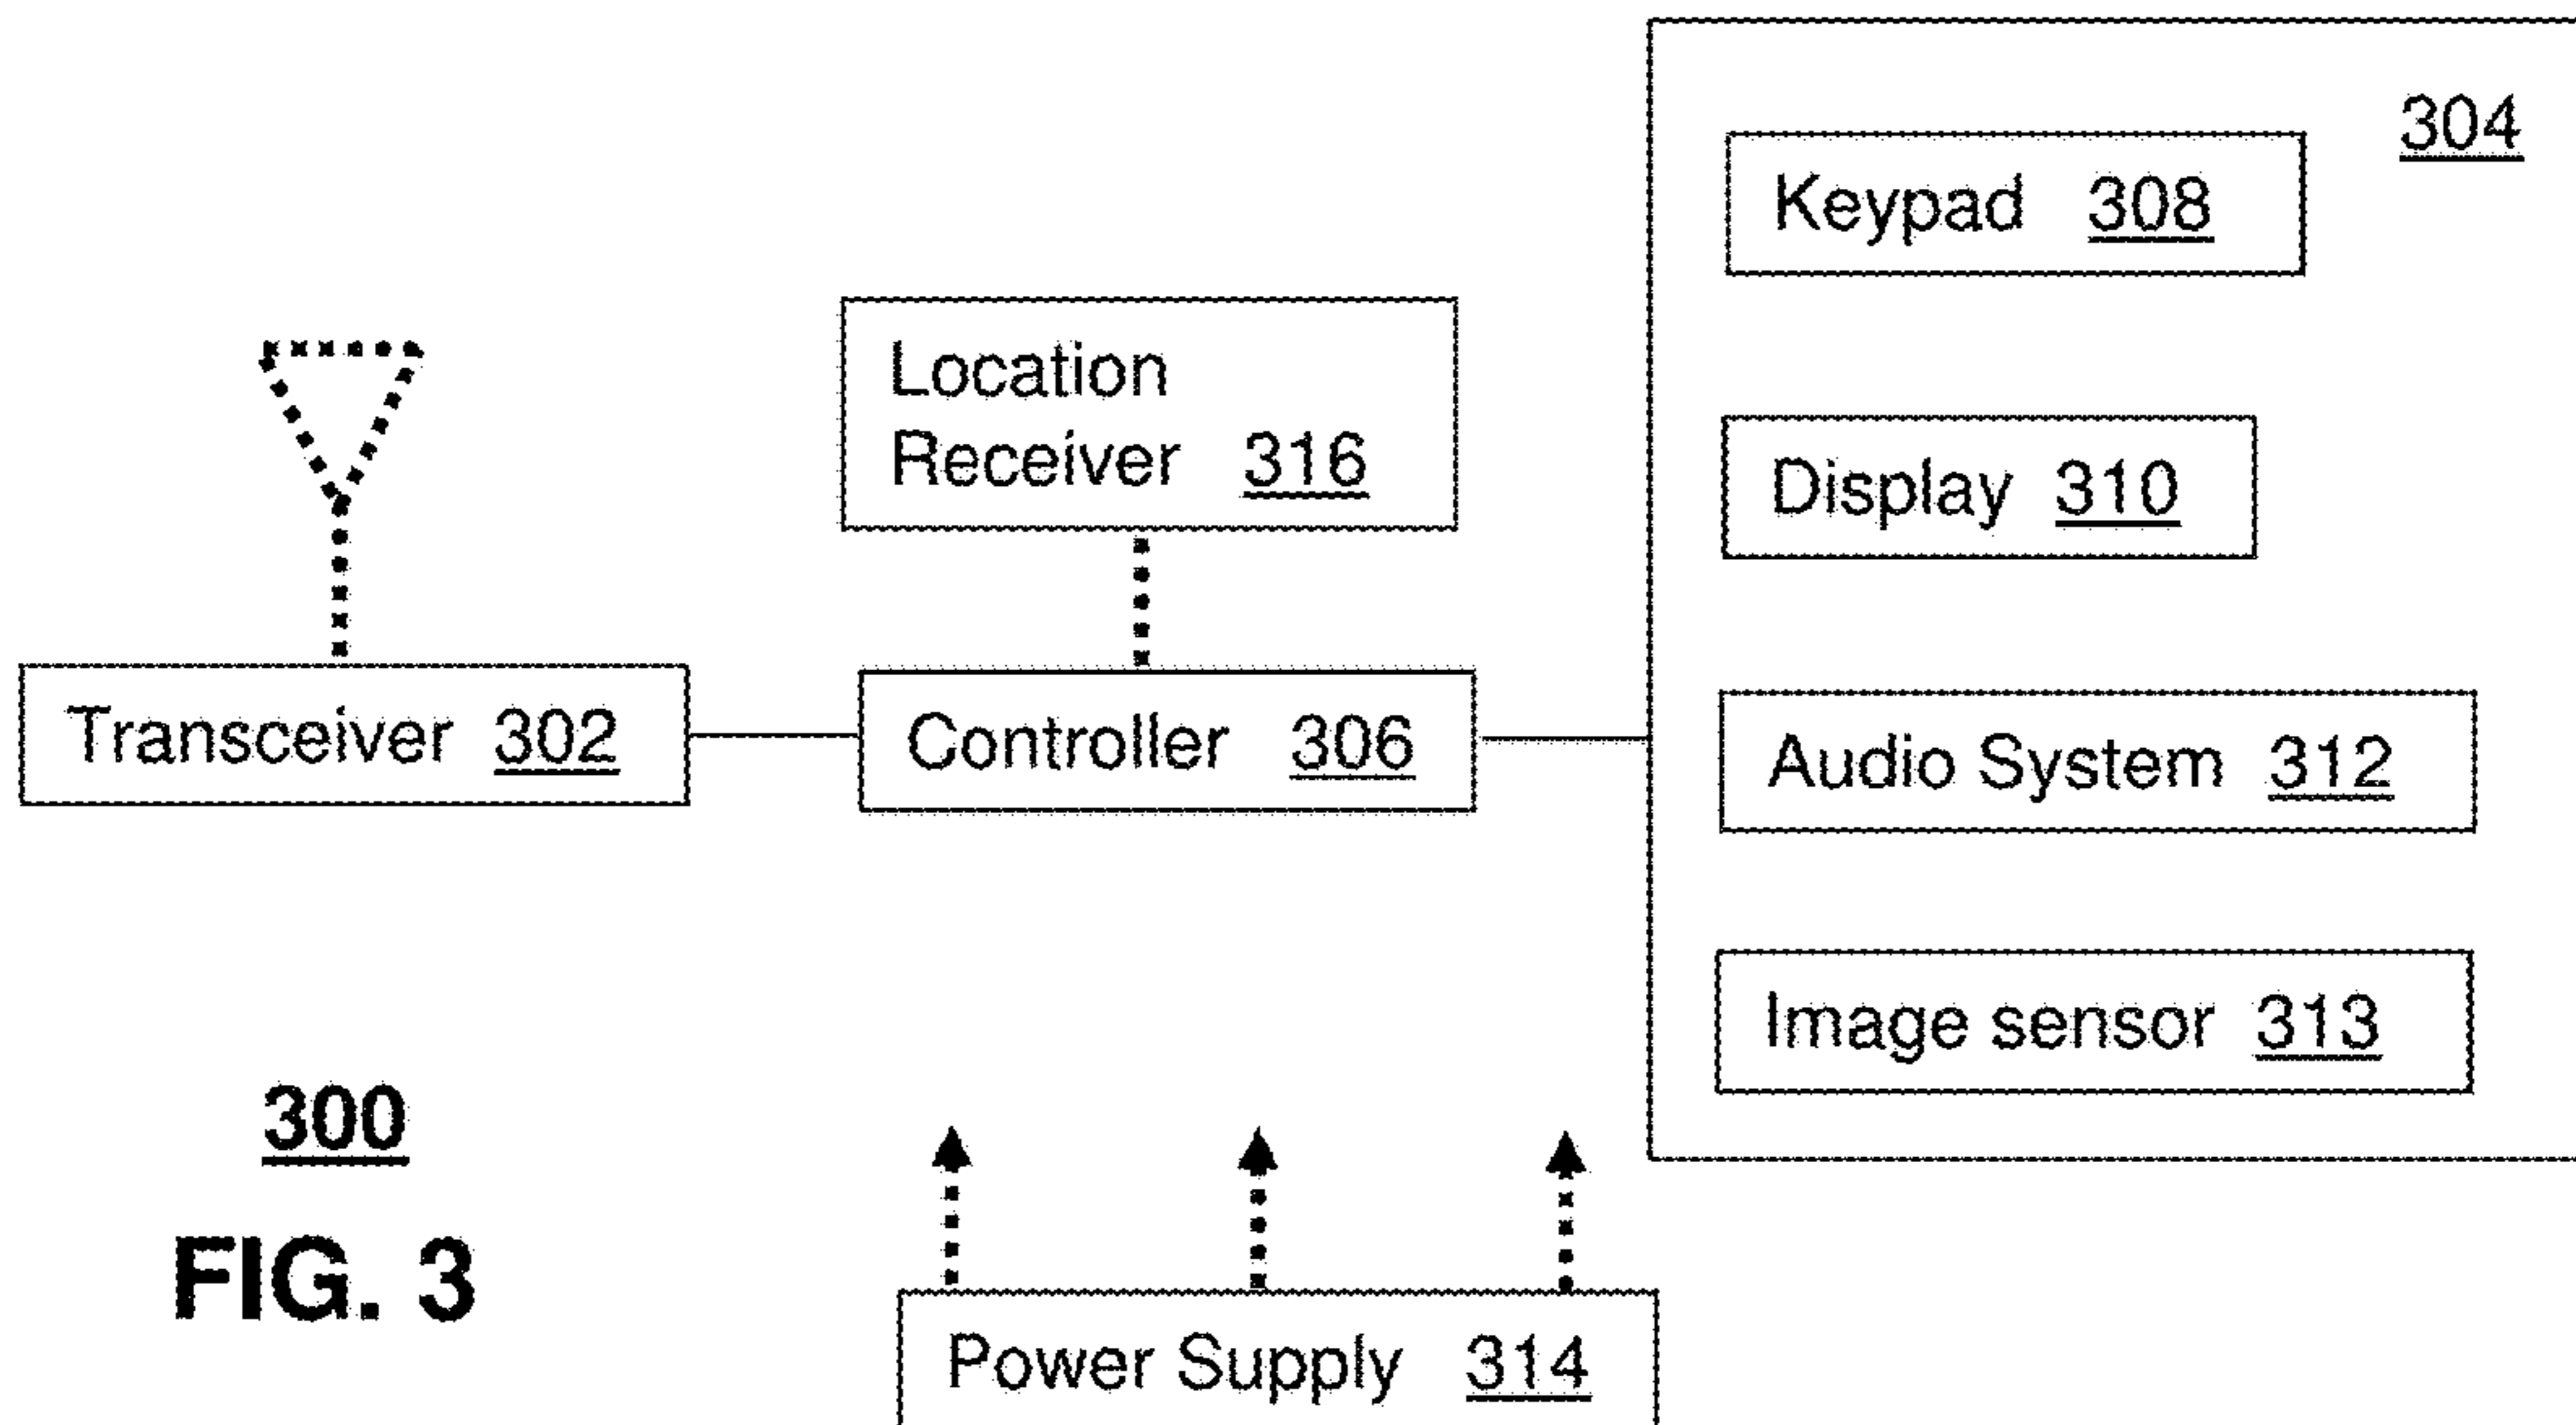 304
Keypad 308
Location
Receiver 316
Display 310
Transceiver 302
Controller 306
Audio System 312
Image sensor 313
300
FIG. 3
Power Supply 314